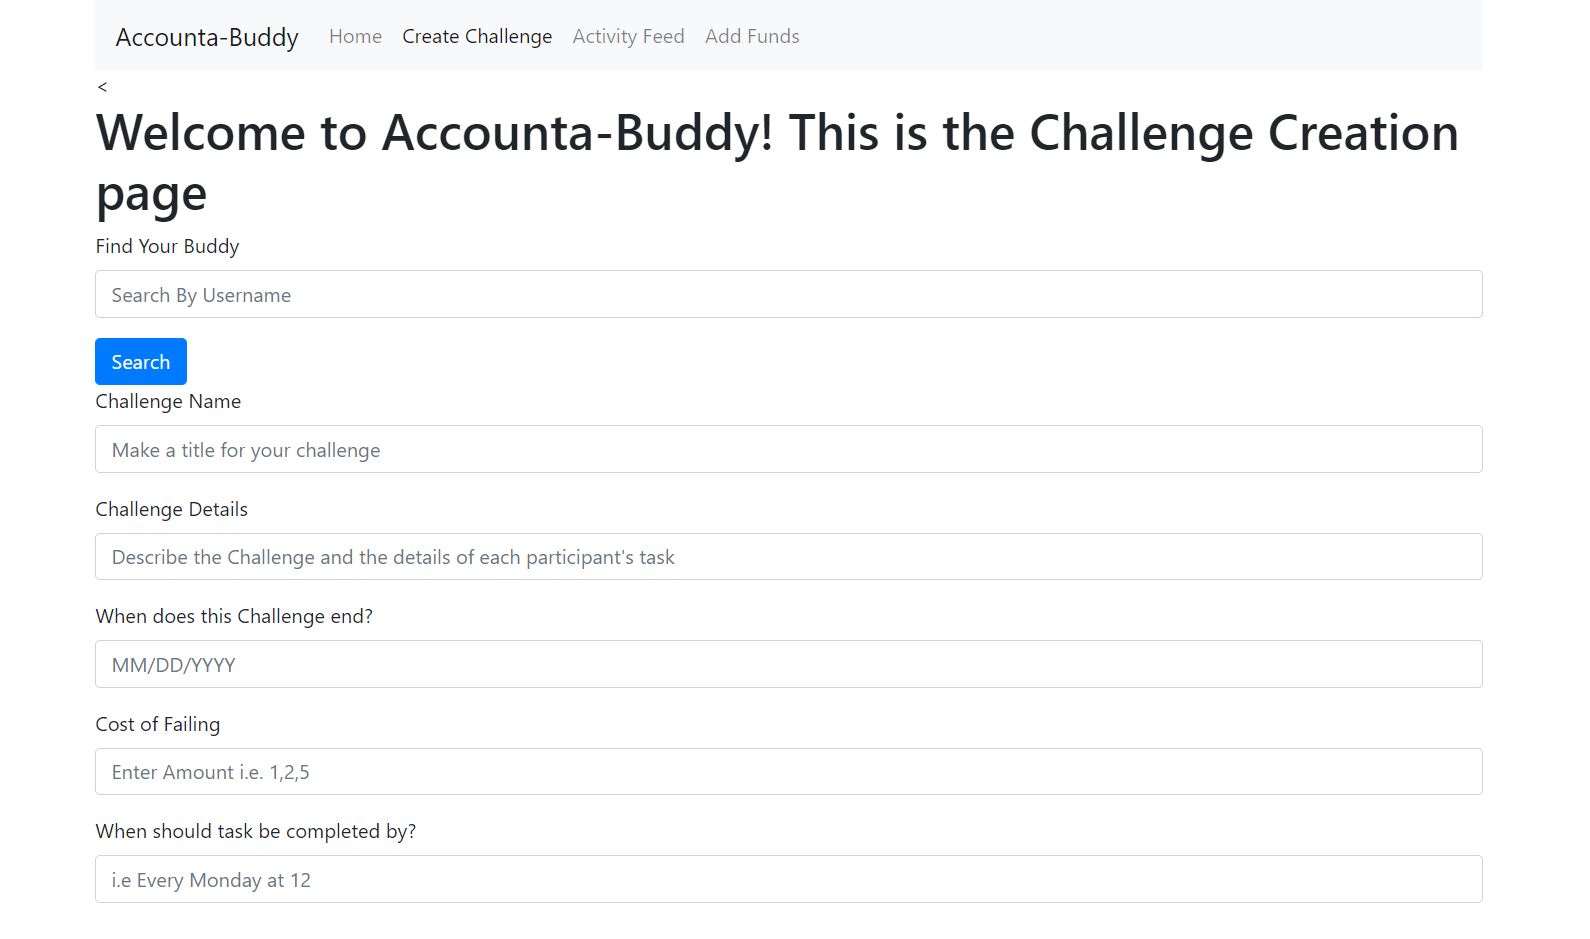 Accounta-Buddy Home Create Challenge Activity Feed Add Funds
<
Welcome to Accounta-Buddy! This is the Challenge Creation
page
Find Your Buddy
Search By Username
Search
Challenge Name
Make a title for your challenge
Challenge Details
Describe the Challenge and the details of each participant's task
When does this Challenge end?
MM/DD/YYYY
Cost of Failing
Enter Amount i.e. 1,2,5
When should task be completed by?
i.e Every Monday at 12